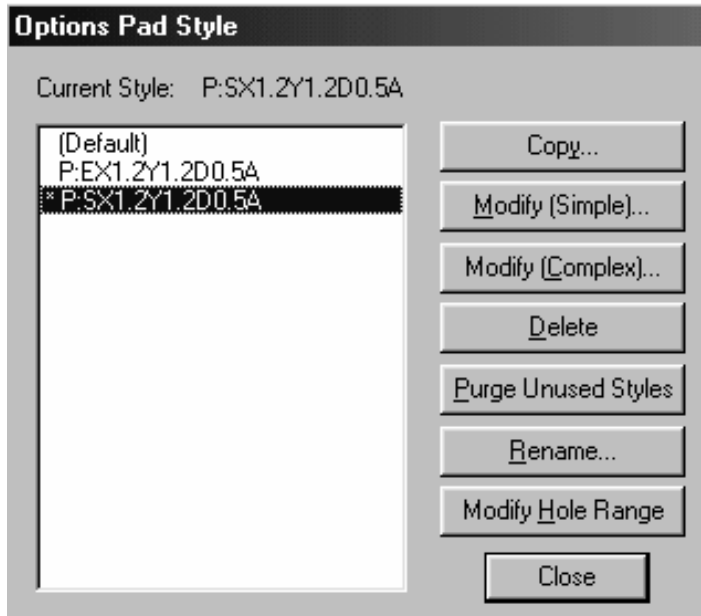 Options Pad Style
Current Style: P:SX1.2Y1.2D0.5A
(Default)
P:EX1.2Y1.2D0.5A
* P:SX1.2Y1.2D0.5A
Copy...
Modify (Simple)...
Modify (Complex)...
Delete
Purge Unused Styles
Rename...
Modify Hole Range
Close